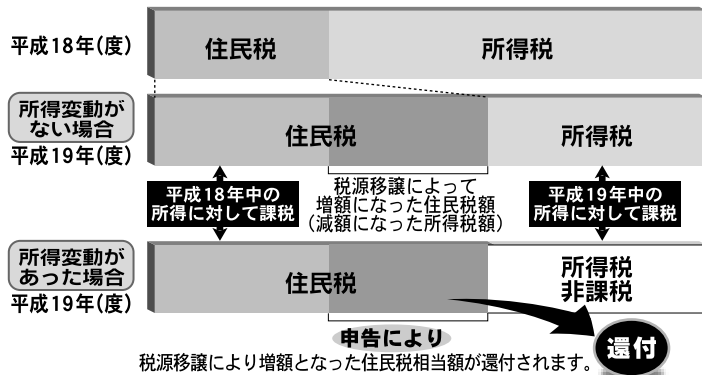 平成18年(度)
住民税
所得税
所得変動が
ない場合
平成19年(度)
住民税
所得税
平成18年中の
所得に対して課税
税源移譲によって
増額になった住民税額
(減額になった所得税額)
平成19年中の
所得に対して課税
所得変動が
あった場合
平成19年(度)
住民税
所得税
非課税
申告により
税源移譲により増額となった住民税相当額が還付されます。
還付